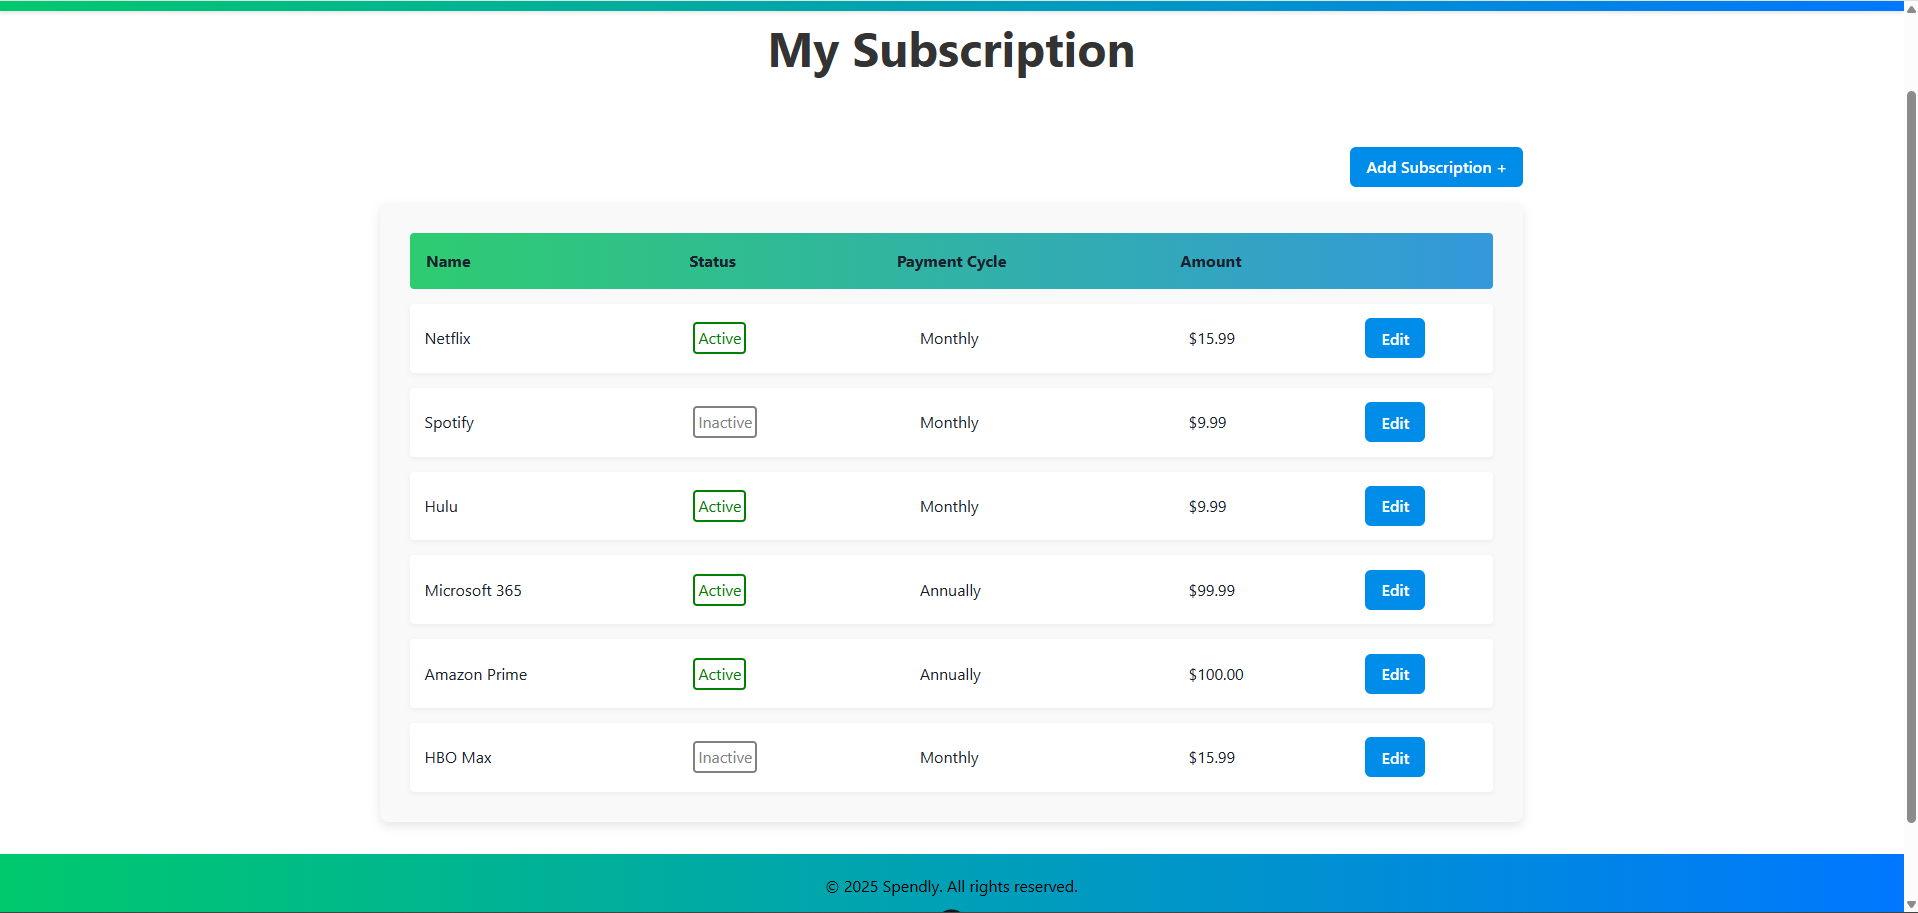 My Subscription
Add Subscription +
Name Status Payment Cycle Amount
Netflix Active Monthly $15.99 Edit
Spotify Inactive Monthly $9.99 Edit
Hulu Active Monthly $9.99 Edit
Microsoft 365 Active Annually $99.99 Edit
Amazon Prime Active Annually $100.00 Edit
HBO Max Inactive Monthly $15.99 Edit
© 2025 Spendly. All rights reserved.